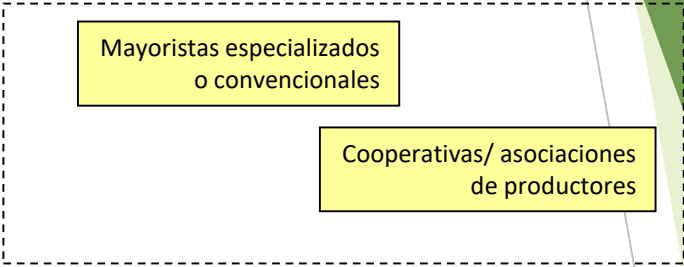 Mayoristas especializados
o convencionales
Cooperativas/ asociaciones
de productores